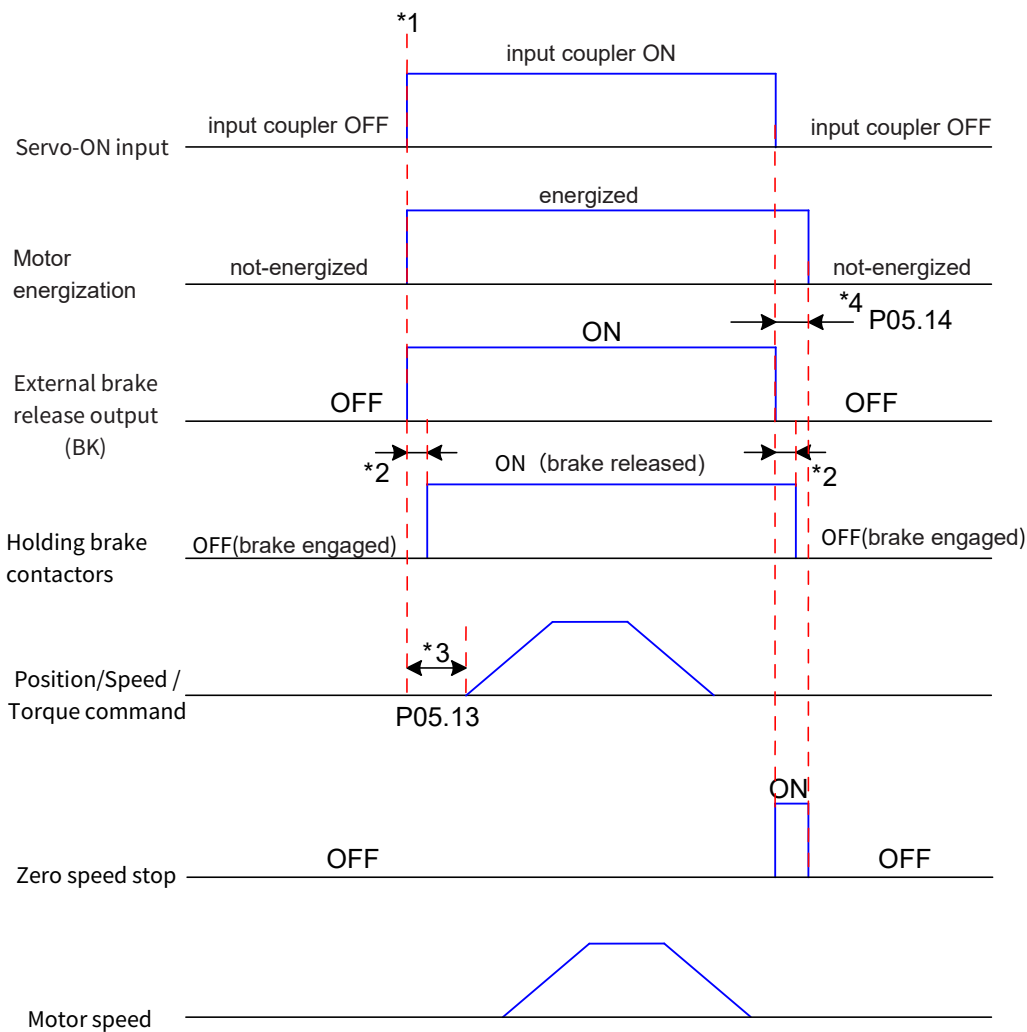 *1
input coupler ON
input coupler OFF
input coupler OFF
Servo-ON input
energized
Motor
energization
not-energized
not-energized
*4 P05.14
ON
External brake
release output
(BK)
OFF
OFF
*2
ON（brake released)
*2
Holding brake
contactors
OFF(brake engaged)
OFF(brake engaged)
*3
Position/Speed /
Torque command
P05.13
ON
OFF
OFF
Zero speed stop
Motor speed